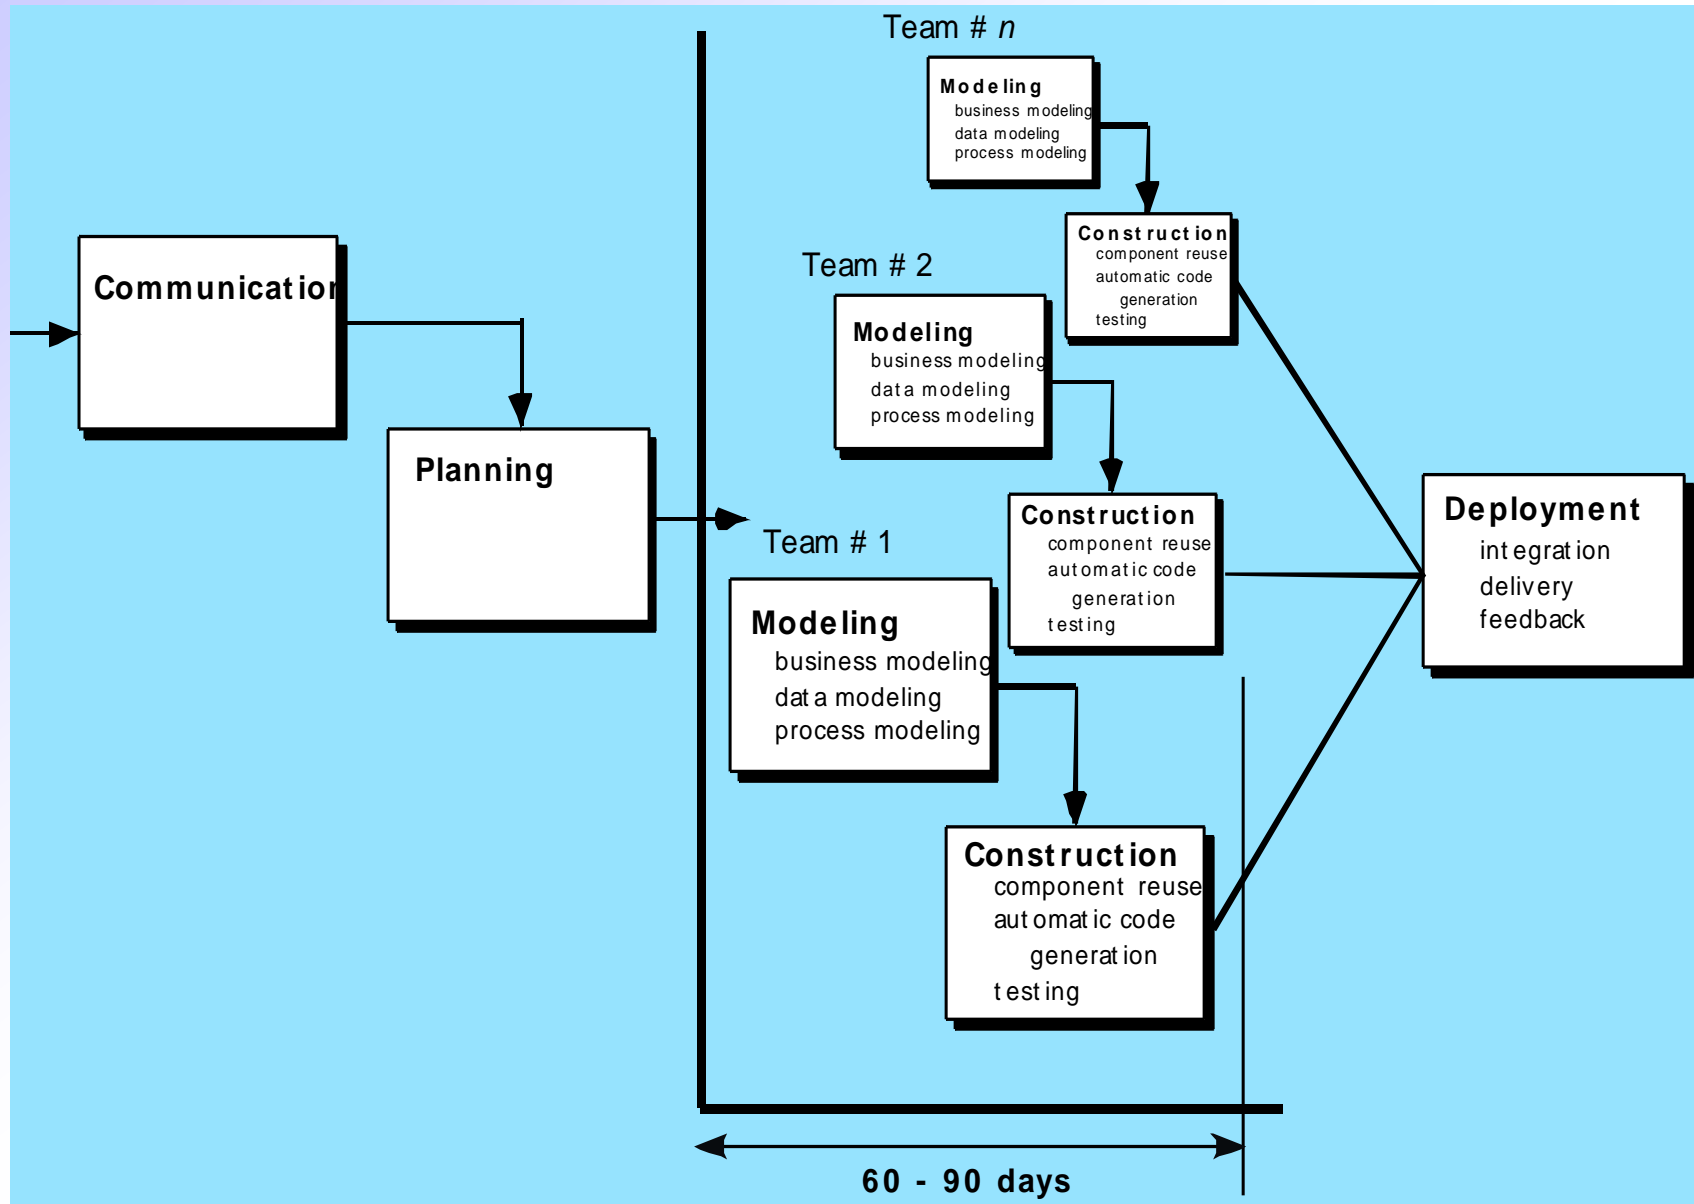 Team # n
Modeling
business modeling
data modeling
process modeling
Construction
component reuse
automatic code
generation
testing
Team # 2
Modeling
business modeling
data modeling
process modeling
Construction
component reuse
automatic code
generation
testing
Communication
Planning
Team # 1
Modeling
business modeling
data modeling
process modeling
Construction
component reuse
automatic code
generation
testing
Deployment
integration
delivery
feedback
60 - 90 days